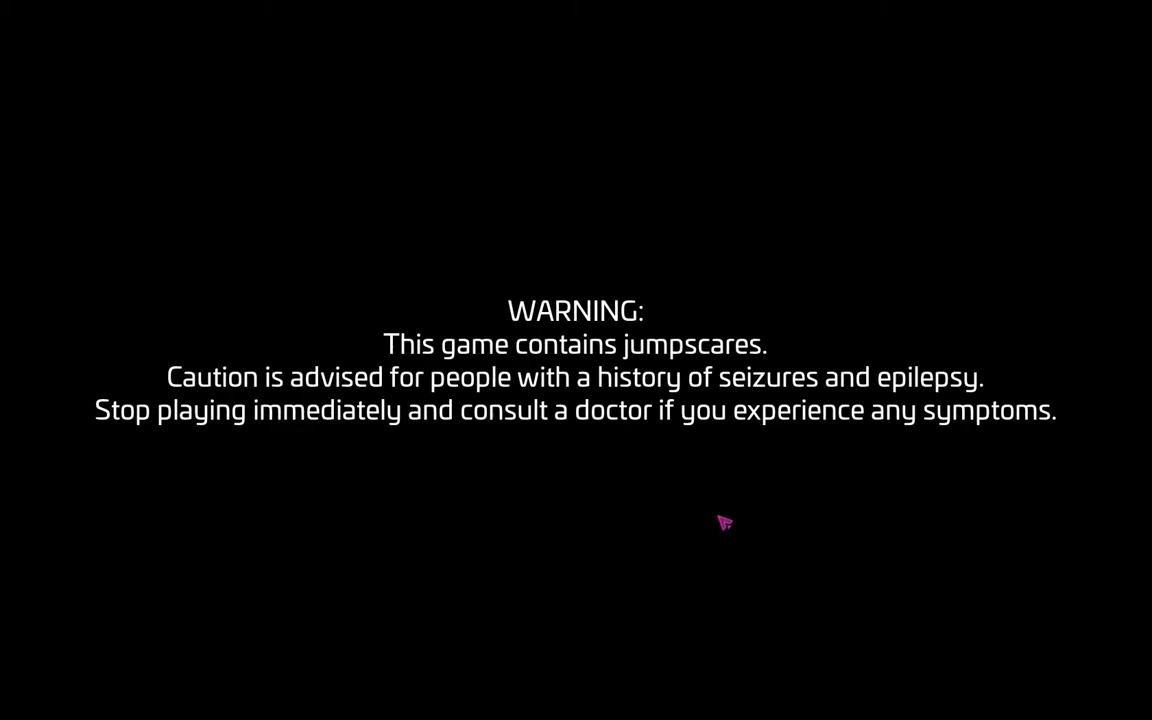 WARNING:
This game contains jumpscares.
Caution is advised for people with a history of seizures and epilepsy.
Stop playing immediately and consult a doctor if you experience any symptoms.